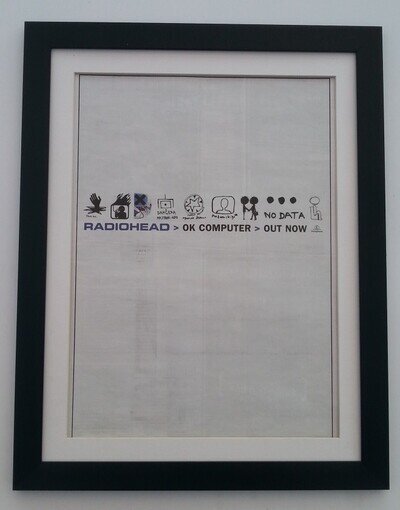 NO DATA
RADIOHEAD > OK COMPUTER > OUT NOW